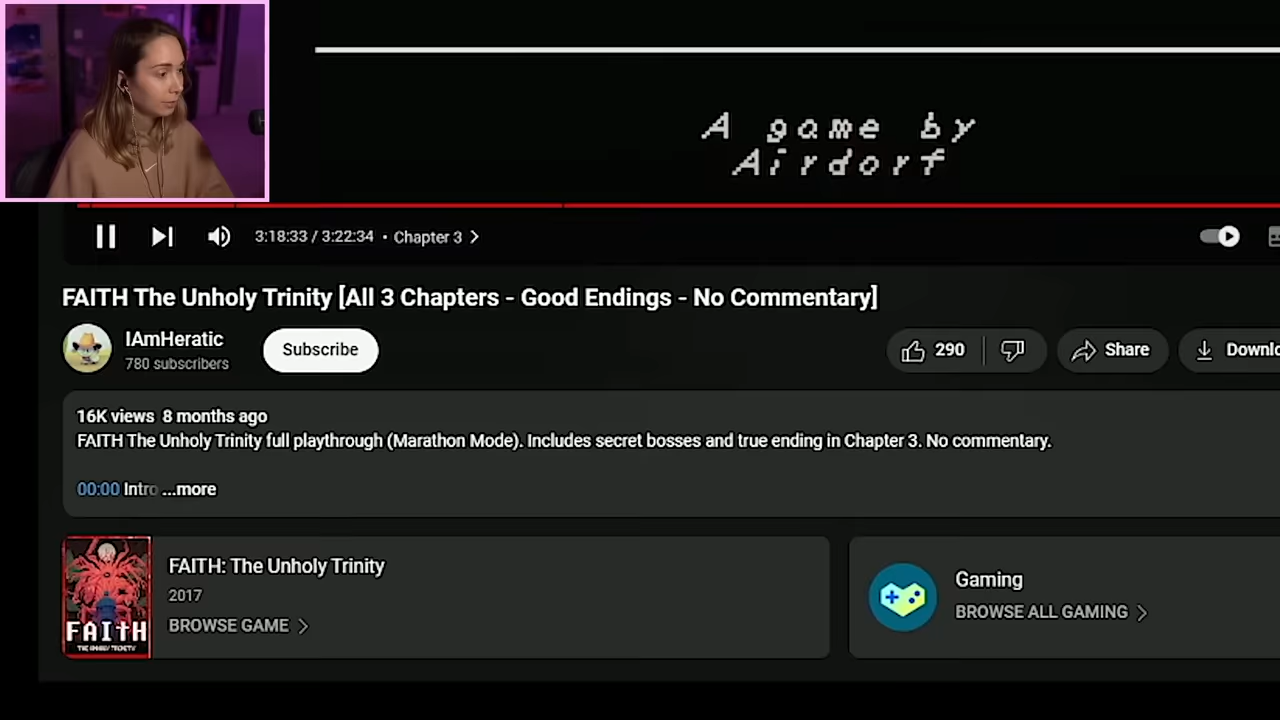 A game by
Airdorf
3:18:33 / 3:22:34 • Chapter 3
FAITH The Unholy Trinity [All 3 Chapters - Good Endings - No Commentary]
IAmHeratic
780 subscribers
Subscribe
290
Share
Downlo
16K views 8 months ago
FAITH The Unholy Trinity full playthrough (Marathon Mode). Includes secret bosses and true ending in Chapter 3. No commentary.
00:00 Intro ...more
FAITH: The Unholy Trinity
2017
BROWSE GAME
FAITH
THE UNHOLY TRINITY
Gaming
BROWSE ALL GAMING